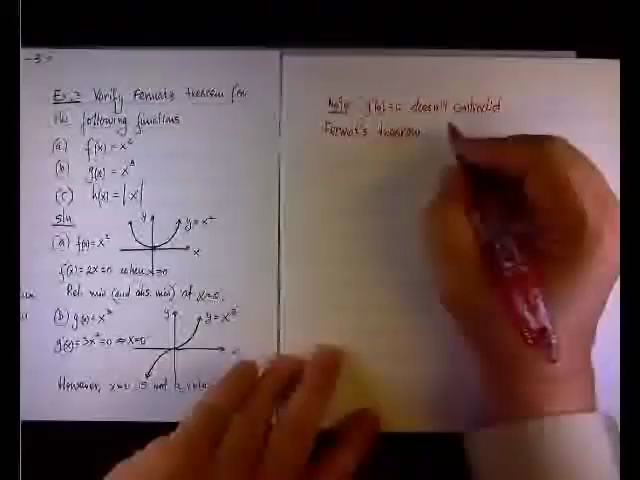 -3 =
Ex. 2 Verify Fermat's theorem for
the following functions
(a) f(x) = x²
(b) g(x) = x³
(c) h(x) = |x|
sln
y
y = x²
(a) f(x) = x²
x
f'(x) = 2x = 0 when x = 0
Rel. min (and abs. min) at
y
y = x³
(b) g(x) = x³
g'(x) = 3x² = 0 x = 0
x
However, x = 0 is not a
Note g'(0) = 0 doesn't contradict
Fermat's theorem